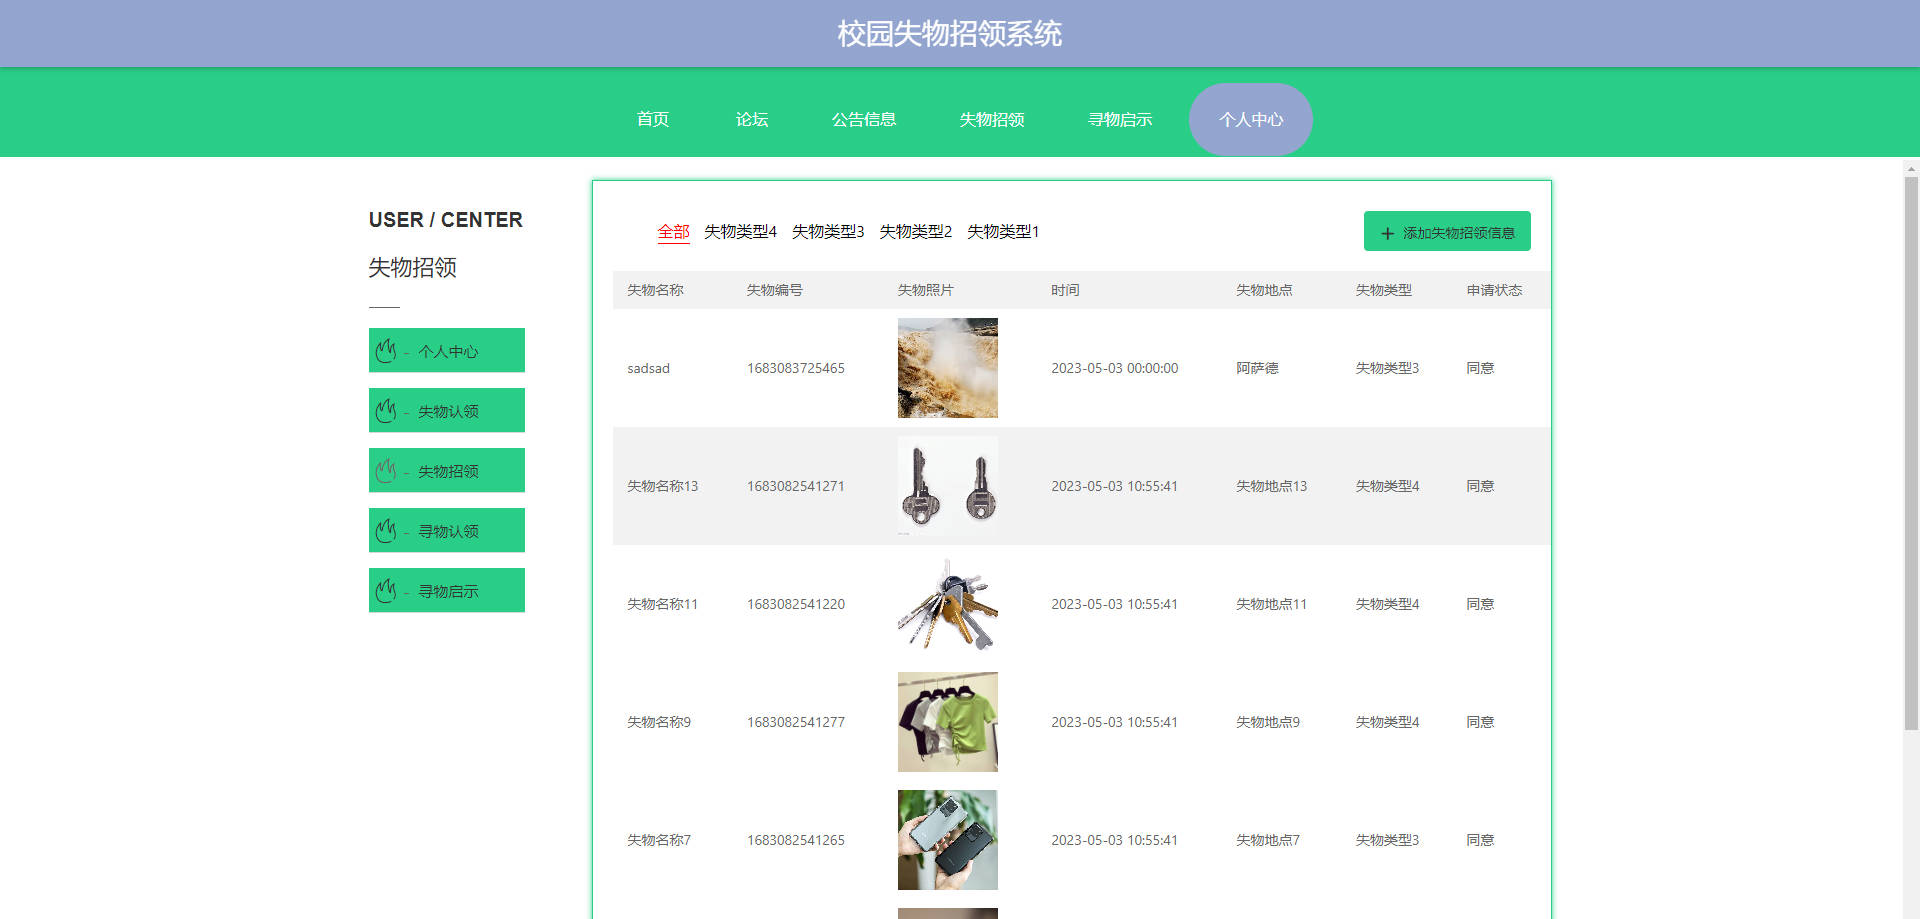 校园失物招领系统
首页 论坛 公告信息 失物招领 寻物启示 个人中心
USER / CENTER
失物招领
- 个人中心
- 失物认领
- 失物招领
- 寻物认领
- 寻物启示
全部 失物类型4 失物类型3 失物类型2 失物类型1
+ 添加失物招领信息
失物名称 失物编号 失物照片 时间 失物地点 失物类型 申请状态
sadsad 1683083725465 2023-05-03 00:00:00 阿萨德 失物类型3 同意
失物名称13 1683082541271 2023-05-03 10:55:41 失物地点13 失物类型4 同意
失物名称11 1683082541220 2023-05-03 10:55:41 失物地点11 失物类型4 同意
失物名称9 1683082541277 2023-05-03 10:55:41 失物地点9 失物类型4 同意
失物名称7 1683082541265 2023-05-03 10:55:41 失物地点7 失物类型3 同意